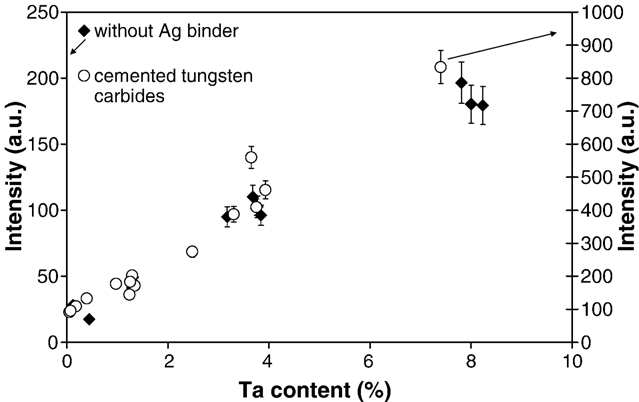 250
200
150
100
50
0
Intensity (a.u.)
without Ag binder
cemented tungsten
carbides
1000
900
800
700
600
500
400
300
200
100
0
Intensity (a.u.)
0 2 4 6 8 10
Ta content (%)